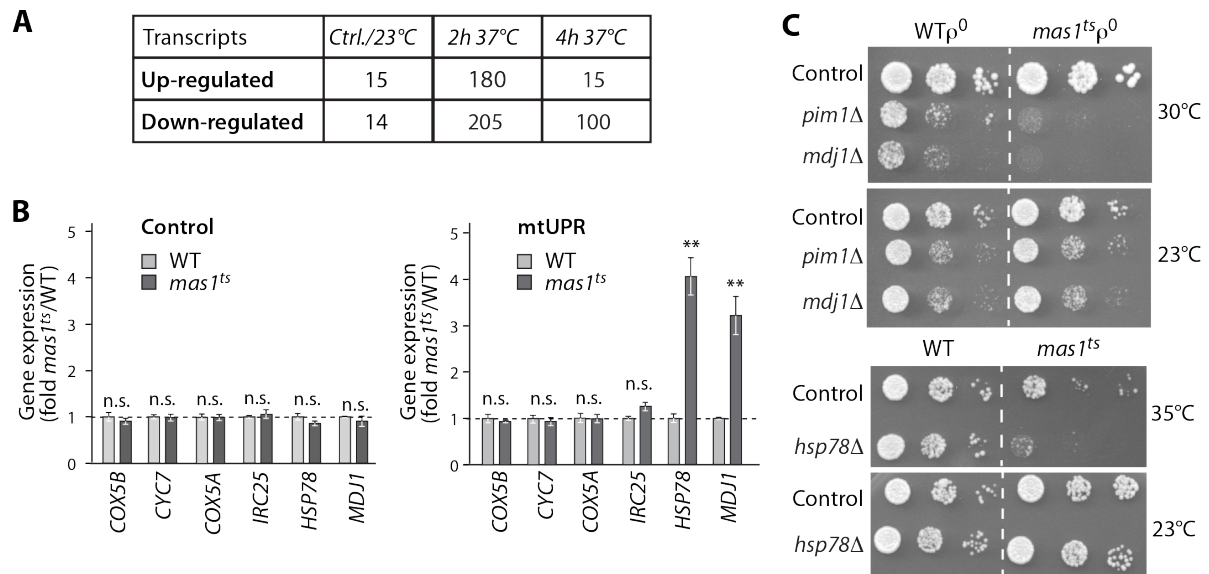 A
Transcripts Ctrl./23°C 2h 37°C 4h 37°C
Up-regulated 15 180 15
Down-regulated 14 205 100
B
Control
WT
mas1ts
Gene expression
(fold mas1ts/WT)
5
4
3
2
1
0
n.s. n.s. n.s. n.s. n.s. n.s.
COX5B CYC7 COX5A IRC25 HSP78 MDJ1
mtUPR
WT
mas1ts
Gene expression
(fold mas1ts/WT)
5
4
3
2
1
0
n.s. n.s. n.s. n.s. ** **
COX5B CYC7 COX5A IRC25 HSP78 MDJ1
C
WTρ0 mas1tsρ0
Control
pim1Δ
mdj1Δ
30°C
Control
pim1Δ
mdj1Δ
23°C
WT mas1ts
Control
hsp78Δ
35°C
Control
hsp78Δ
23°C